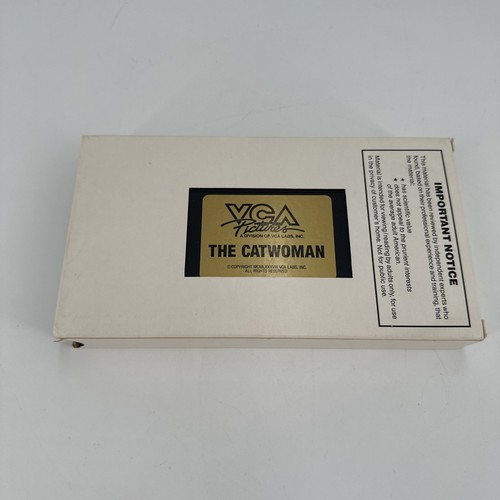 VCA
Pictures
A DIVISION OF VCA LABS, INC.
THE CATWOMAN
© COPYRIGHT MCMLXXXVIII VCA LABS, INC.
ALL RIGHTS RESERVED
IMPORTANT NOTICE
This material has been reviewed by independent experts who
found, based on their professional experience and training, that
the material:
★ has scientific value
★ does not appeal to the prurient interests
of the average adult American.
Material is intended for viewing/reading by adults only, for use
in the privacy of customer's home. Not for public use.